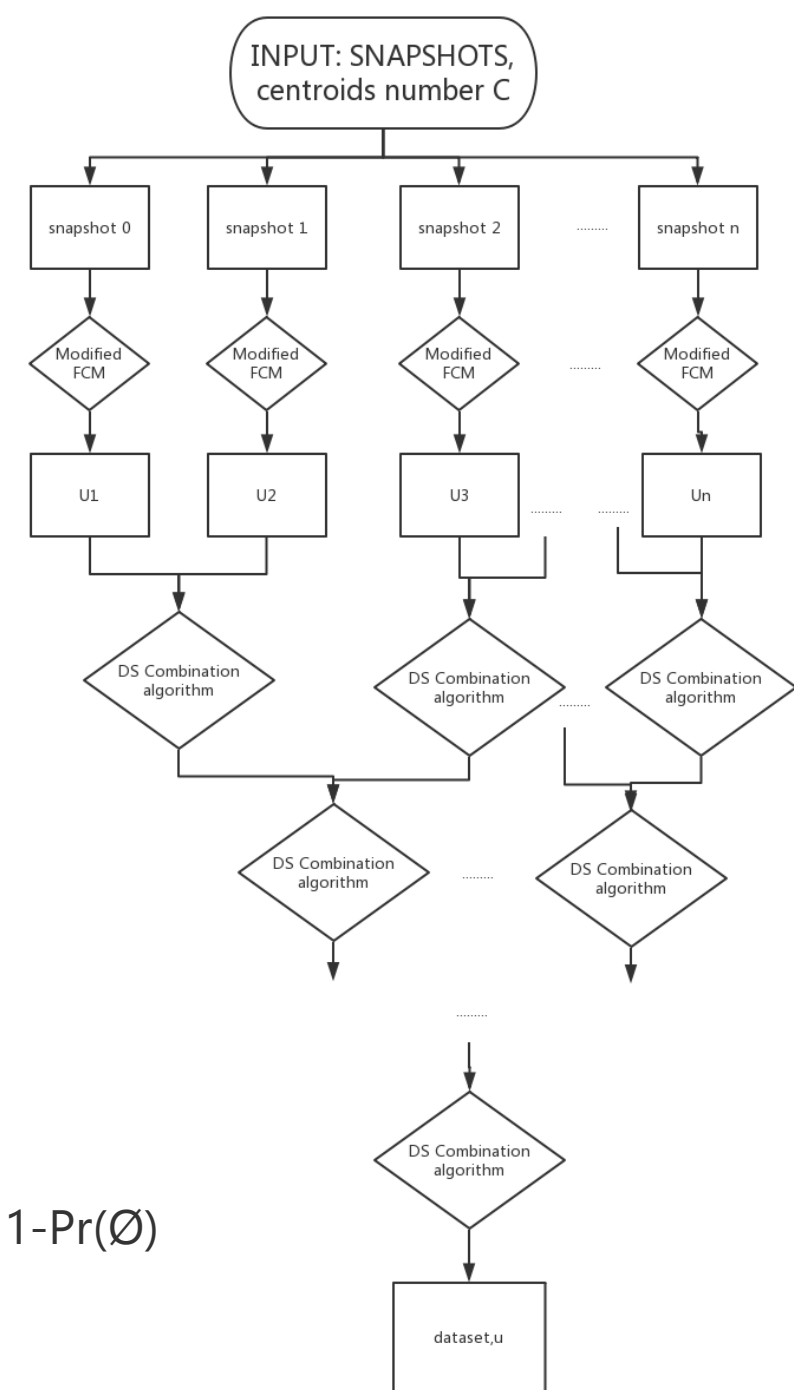 INPUT: SNAPSHOTS,
centroids number C
snapshot 0
snapshot 1
snapshot 2
.........
snapshot n
Modified
FCM
Modified
FCM
Modified
FCM
.........
Modified
FCM
U1
U2
U3
.........
.........
Un
DS Combination
algorithm
DS Combination
algorithm
.........
DS Combination
algorithm
DS Combination
algorithm
.........
DS Combination
algorithm
.........
DS Combination
algorithm
1-Pr(Ø)
dataset,u